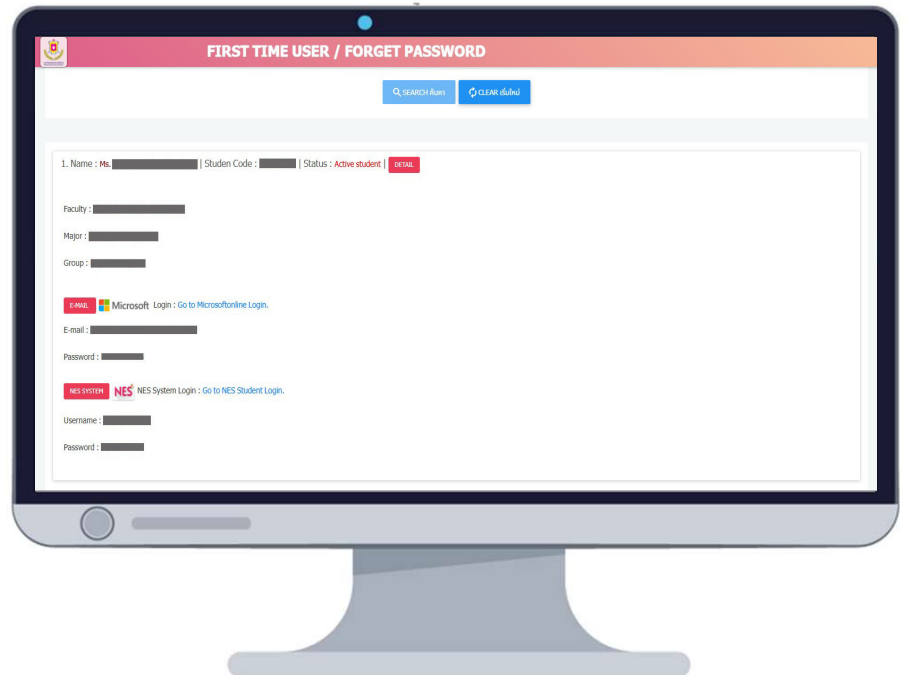 FIRST TIME USER / FORGET PASSWORD
SEARCH ค้นหา CLEAR เริ่มใหม่
1. Name : Ms. | Studen Code : | Status : Active student | DETAIL
Faculty :
Major :
Group :
E-MAIL Microsoft Login : Go to Microsoftonline Login.
E-mail :
Password :
NES SYSTEM NES NES System Login : Go to NES Student Login.
Username :
Password :